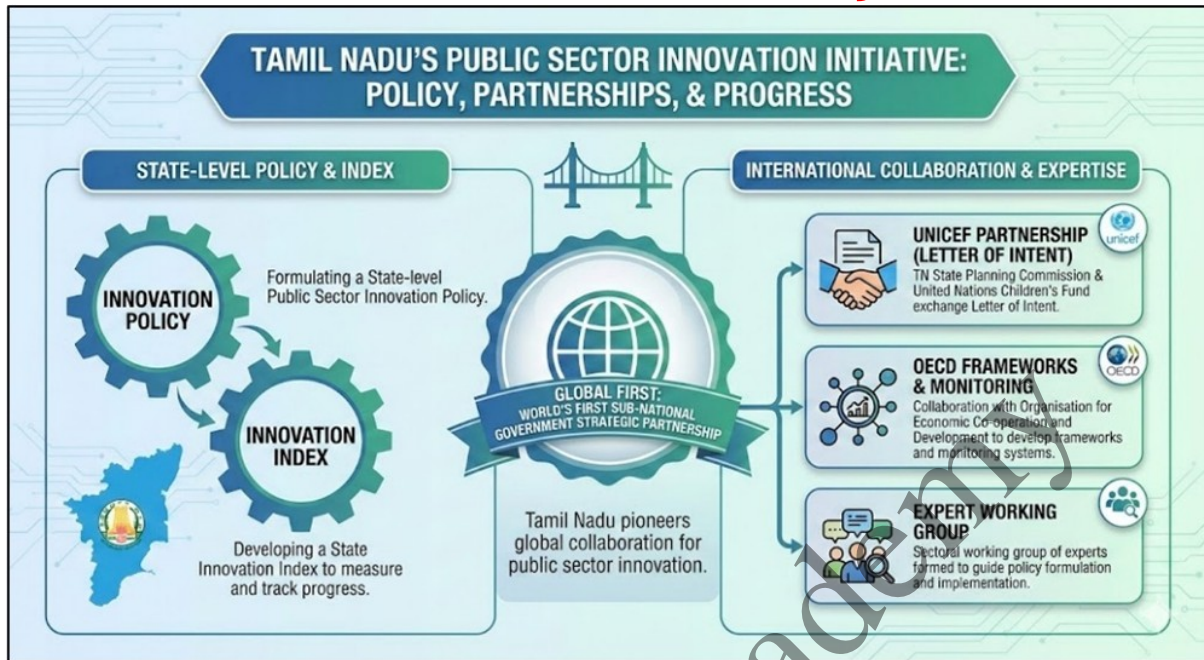 TAMIL NADU'S PUBLIC SECTOR INNOVATION INITIATIVE:
POLICY, PARTNERSHIPS, & PROGRESS
STATE-LEVEL POLICY & INDEX
INNOVATION
POLICY
Formulating a State-level
Public Sector Innovation Policy.
INNOVATION
INDEX
Developing a State
Innovation Index to measure
and track progress.
GLOBAL FIRST:
WORLD'S FIRST SUB-NATIONAL
GOVERNMENT STRATEGIC PARTNERSHIP
Tamil Nadu pioneers
global collaboration for
public sector innovation.
INTERNATIONAL COLLABORATION & EXPERTISE
UNICEF PARTNERSHIP
(LETTER OF INTENT)
TN State Planning Commission &
United Nations Children's Fund
exchange Letter of Intent.
unicef
OECD FRAMEWORKS
& MONITORING
Collaboration with Organisation for
Economic Co-operation and
Development to develop frameworks
and monitoring systems.
OECD
EXPERT WORKING
GROUP
Sectoral working group of experts
formed to guide policy formulation
and implementation.